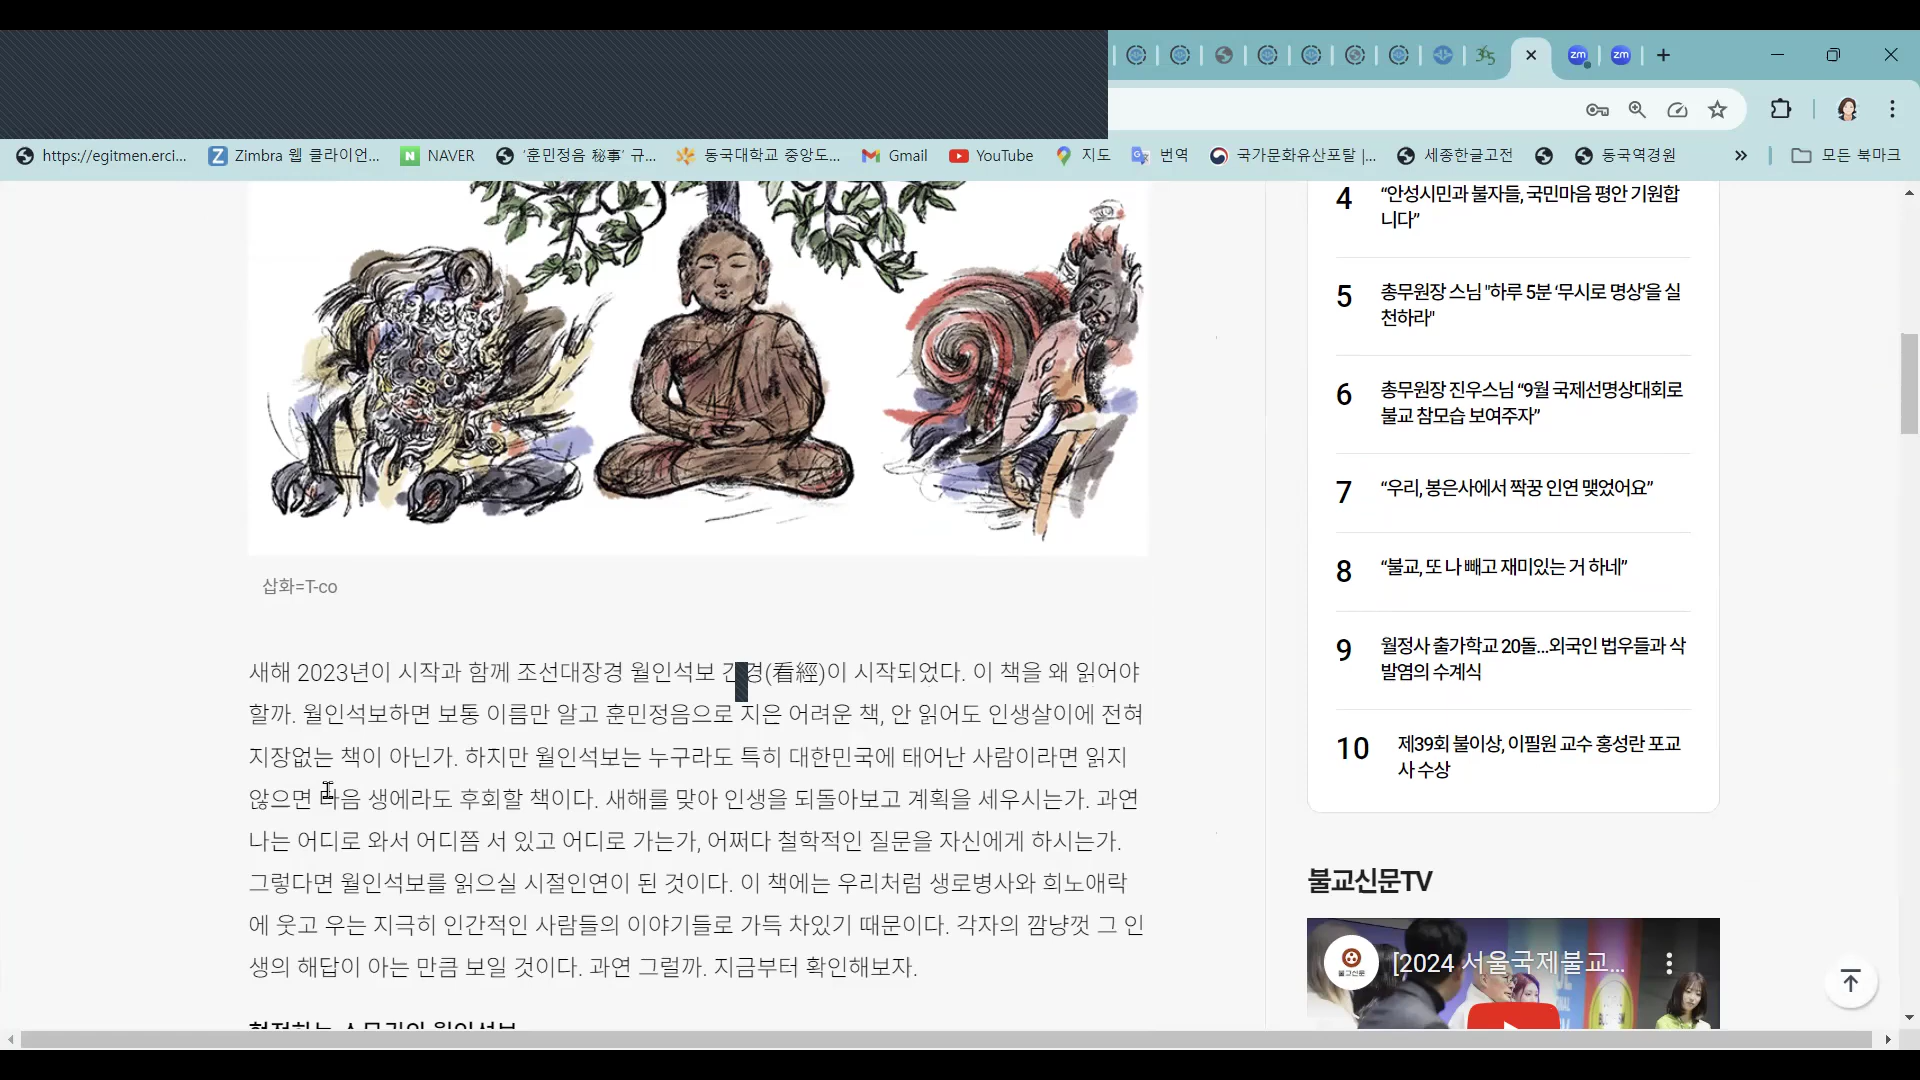 https://egitmen.erci...
Zimbra 웹 클라이언...
NAVER
‘훈민정음 秘事’ 규...
동국대학교 중앙도...
Gmail
YouTube
지도
번역
국가문화유산포탈 |...
세종한글고전
동국역경원
모든 북마크
삽화=T-co
새해 2023년이 시작과 함께 조선대장경 월인석보 간경(看經)이 시작되었다. 이 책을 왜 읽어야
할까. 월인석보하면 보통 이름만 알고 훈민정음으로 지은 어려운 책, 안 읽어도 인생살이에 전혀
지장없는 책이 아닌가. 하지만 월인석보는 누구라도 특히 대한민국에 태어난 사람이라면 읽지
않으면 다음 생에라도 후회할 책이다. 새해를 맞아 인생을 되돌아보고 계획을 세우시는가. 과연
나는 어디로 와서 어디쯤 서 있고 어디로 가는가, 어쩌다 철학적인 질문을 자신에게 하시는가.
그렇다면 월인석보를 읽으실 시절인연이 된 것이다. 이 책에는 우리처럼 생로병사와 희노애락
에 웃고 우는 지극히 인간적인 사람들의 이야기들로 가득 차있기 때문이다. 각자의 깜냥껏 그 인
생의 해답이 아는 만큼 보일 것이다. 과연 그럴까. 지금부터 확인해보자.
4 “안성시민과 불자들, 국민마음 평안 기원합
니다”
5 총무원장 스님 "하루 5분 ‘무시로 명상’을 실
천하라"
6 총무원장 진우스님 “9월 국제선명상대회로
불교 참모습 보여주자”
7 “우리, 봉은사에서 짝꿍 인연 맺었어요”
8 “불교, 또 나 빼고 재미있는 거 하네”
9 월정사 출가학교 20돌...외국인 법우들과 삭
발염의 수계식
10 제39회 불이상, 이필원 교수 홍성란 포교
사 수상
불교신문TV
[2024 서울국제불교...